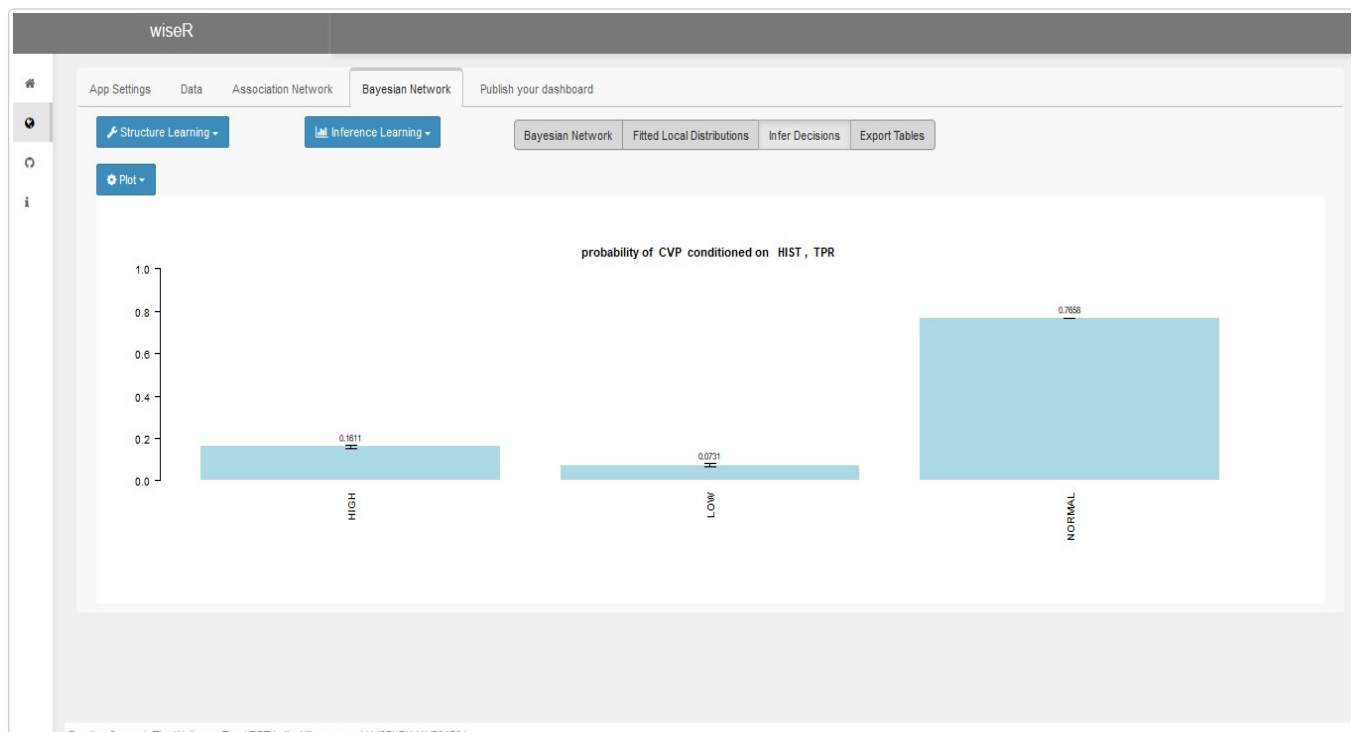 wiseR
App Settings Data Association Network Bayesian Network Publish your dashboard
Structure Learning Inference Learning Bayesian Network Fitted Local Distributions Infer Decisions Export Tables
Plot
probability of CVP conditioned on HIST , TPR
1.0
0.8
0.6
0.4
0.2
0.0
0.1611
0.0731
0.7658
HIGH
LOW
NORMAL